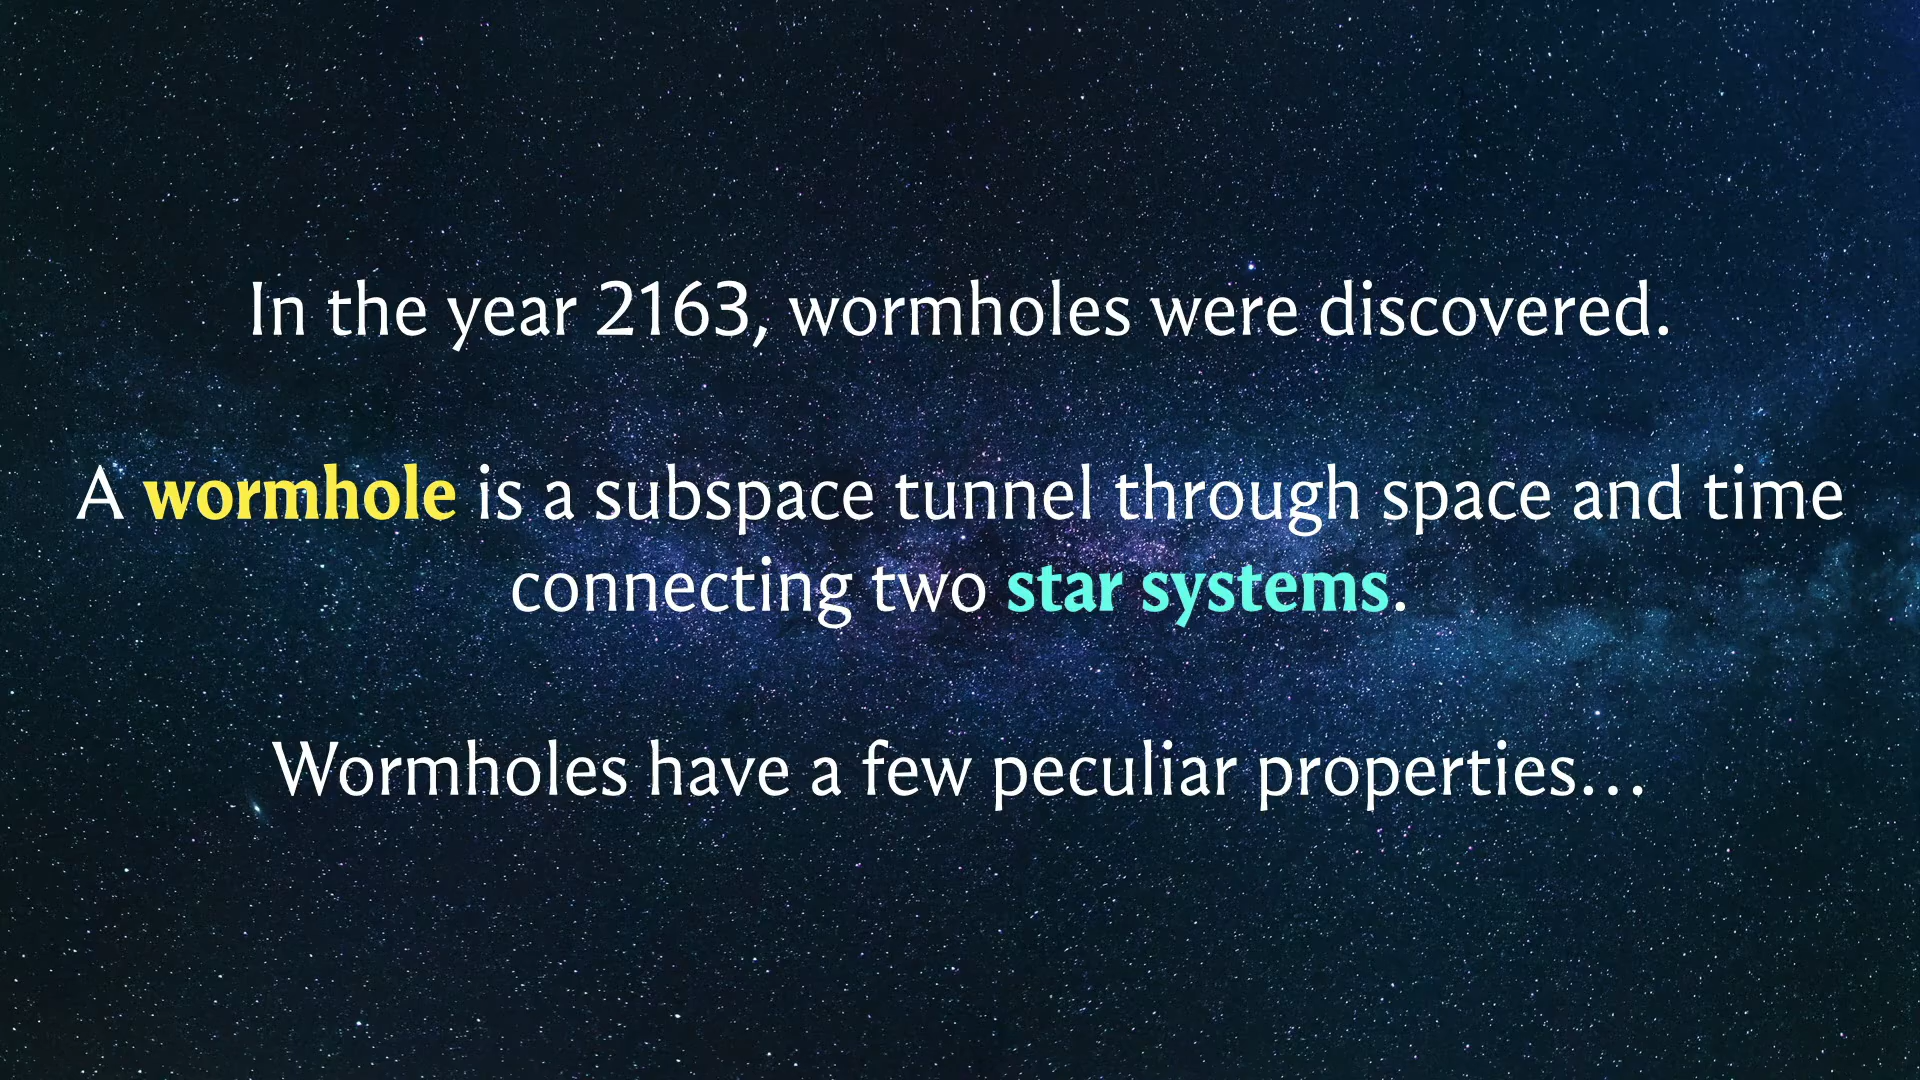 In the year 2163, wormholes were discovered.
A wormhole is a subspace tunnel through space and time
connecting two star systems.
Wormholes have a few peculiar properties…